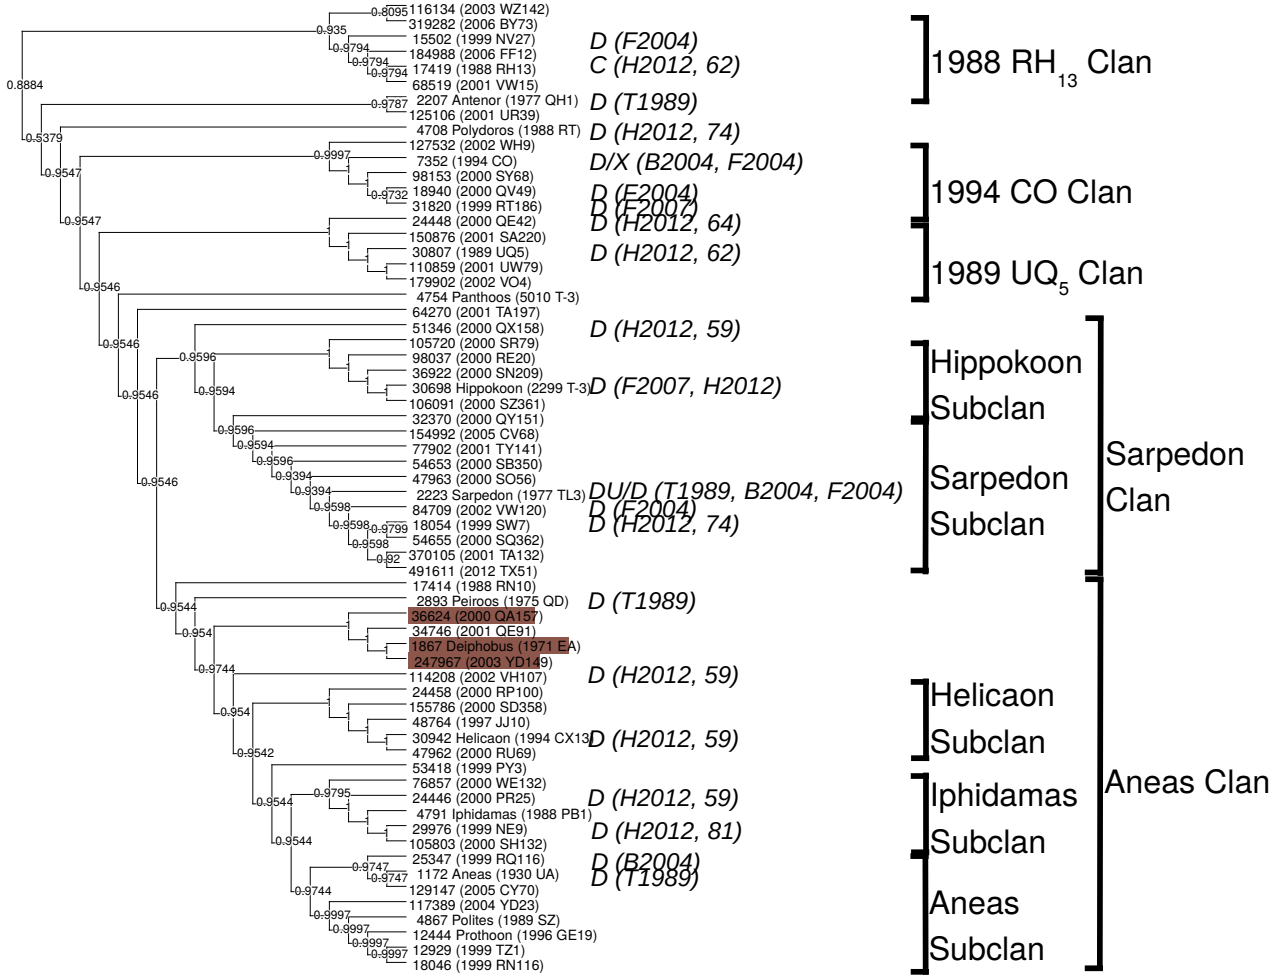 0.8095 116134 (2003 WZ142)
319282 (2006 BY73)
0.935
15502 (1999 NV27) D (F2004)
0.9794 184988 (2006 FF12)
0.9794 17419 (1988 RH13) C (H2012, 62)
0.9794
68519 (2001 VW15)
1988 RH13 Clan
0.8884
2207 Antenor (1977 QH1) D (T1989)
0.9787
125106 (2001 UR39)
4708 Polydoros (1988 RT) D (H2012, 74)
0.5379
127532 (2002 WH9)
0.9997
7352 (1994 CO) D/X (B2004, F2004)
0.9547
98153 (2000 SY68)
18940 (2000 QV49) D (F2004)
0.9732
31820 (1999 RT186) D (F2007)
1994 CO Clan
0.9547
24448 (2000 QE42) D (H2012, 64)
150876 (2001 SA220)
30807 (1989 UQ5) D (H2012, 62)
110859 (2001 UW79)
179902 (2002 VO4)
1989 UQ5 Clan
0.9546
4754 Panthoos (5010 T-3)
64270 (2001 TA197)
51346 (2000 QX158) D (H2012, 59)
0.9546
105720 (2000 SR79)
0.9596
98037 (2000 RE20)
36922 (2000 SN209)
30698 Hippokoon (2299 T-3) D (F2007, H2012)
0.9594
0.9546
106091 (2000 SZ361)
Hippokoon
Subclan
32370 (2000 QY151)
0.9596
154992 (2005 CV68)
0.9594
77902 (2001 TY141)
0.9596
54653 (2000 SB350)
0.9394
47963 (2000 SO56)
0.9546
0.9394
2223 Sarpedon (1977 TL3) DU/D (T1989, B2004, F2004)
0.9598
84709 (2002 VW120) D (F2004)
0.9598 0.9799
18054 (1999 SW7) D (H2012, 74)
0.9598
54655 (2000 SQ362)
0.92
370105 (2001 TA132)
491611 (2012 TX51)
Sarpedon
Subclan
Sarpedon
Clan
17414 (1988 RN10)
2893 Peiroos (1975 QD) D (T1989)
0.9544
36624 (2000 QA157)
0.954
34746 (2001 QE91)
1867 Deiphobus (1971 EA)
247967 (2003 YD149)
0.9744
114208 (2002 VH107) D (H2012, 59)
24458 (2000 RP100)
155786 (2000 SD358)
0.954
48764 (1997 JJ10)
30942 Helicaon (1994 CX13) D (H2012, 59)
47962 (2000 RU69)
0.9542
Helicaon
Subclan
53418 (1999 PY3)
76857 (2000 WE132)
0.9795
24446 (2000 PR25) D (H2012, 59)
0.9544
4791 Iphidamas (1988 PB1)
29976 (1999 NE9) D (H2012, 81)
0.9544
105803 (2000 SH132)
Iphidamas
Subclan
25347 (1999 RQ116) D (B2004)
0.9747
1172 Aneas (1930 UA) D (T1989)
0.9747
129147 (2005 CY70)
0.9744
117389 (2004 YD23)
0.9997
4867 Polites (1989 SZ)
0.9997
12444 Prothoon (1996 GE19)
0.9997
12929 (1999 TZ1)
0.9997
18046 (1999 RN116)
Aneas
Subclan
Aneas Clan